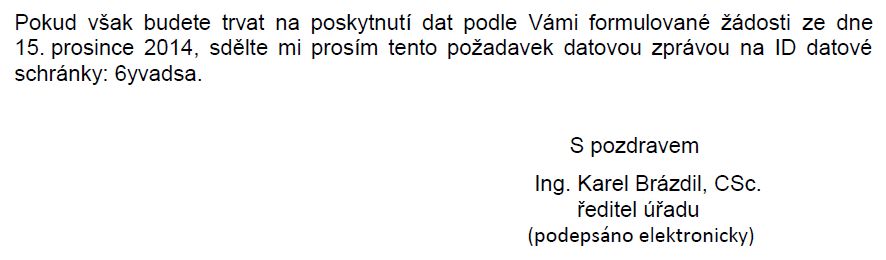 Pokud však budete trvat na poskytnutí dat podle Vámi formulované žádosti ze dne
15. prosince 2014, sdělte mi prosím tento požadavek datovou zprávou na ID datové
schránky: 6yvadsa.
S pozdravem
Ing. Karel Brázdil, CSc.
ředitel úřadu
(podepsáno elektronicky)